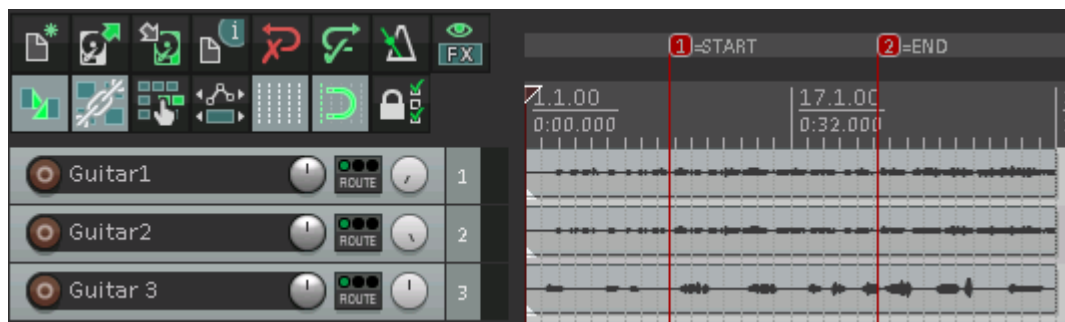 i
FX
1=START
2=END
1.1.00
17.1.00
0:00.000
0:32.000
Guitar1
ROUTE
1
Guitar2
ROUTE
2
Guitar 3
ROUTE
3